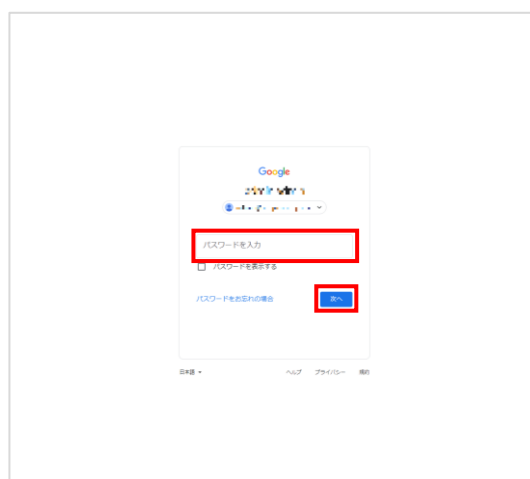 Google
パスワードを入力
パスワードを表示する
パスワードをお忘れの場合 次へ
日本語 ヘルプ プライバシー 規約